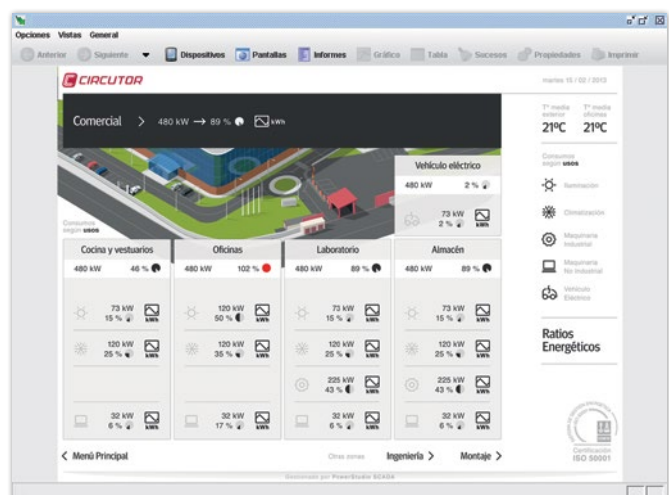 Opciones Vistas General
Anterior Siguiente Dispositivos Pantallas Informes Gráfico Tabla Sucesos Propiedades Imprimir
CIRCUTOR
martes 15 / 02 / 2013
Comercial > 480 kW → 89 % kWh
Tª media exterior
21ºC
Tª media oficinas
21ºC
Consumos según usos
Iluminación
Climatización
Maquinaria Industrial
Maquinaria No industrial
Vehículo Eléctrico
Ratios Energéticos
Vehículo eléctrico
480 kW 2 %
73 kW kWh
2 %
Consumos según usos
Cocina y vestuarios
480 kW 46 %
73 kW kWh
15 %
120 kW kWh
25 %
32 kW kWh
6 %
Oficinas
480 kW 102 %
120 kW kWh
50 %
120 kW kWh
35 %
32 kW kWh
17 %
Laboratorio
480 kW 89 %
73 kW kWh
15 %
120 kW kWh
25 %
225 kW kWh
43 %
32 kW kWh
6 %
Almacén
480 kW 89 %
73 kW kWh
15 %
120 kW kWh
25 %
225 kW kWh
43 %
32 kW kWh
6 %
< Menú Principal
Otras zonas Ingeniería > Montaje >
Certificación
ISO 50001
Gestionado por PowerStudio SCADA